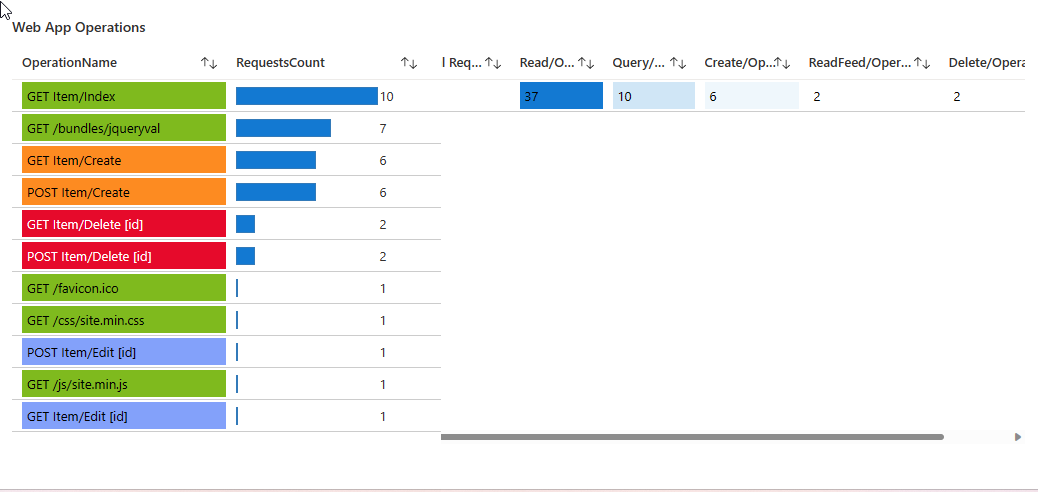 Web App Operations
OperationName RequestsCount l Req... Read/O... Query/... Create/Op... ReadFeed/Oper... Delete/Opera
GET Item/Index 10 37 10 6 2 2
GET /bundles/jqueryval 7
GET Item/Create 6
POST Item/Create 6
GET Item/Delete [id] 2
POST Item/Delete [id] 2
GET /favicon.ico 1
GET /css/site.min.css 1
POST Item/Edit [id] 1
GET /js/site.min.js 1
GET Item/Edit [id] 1